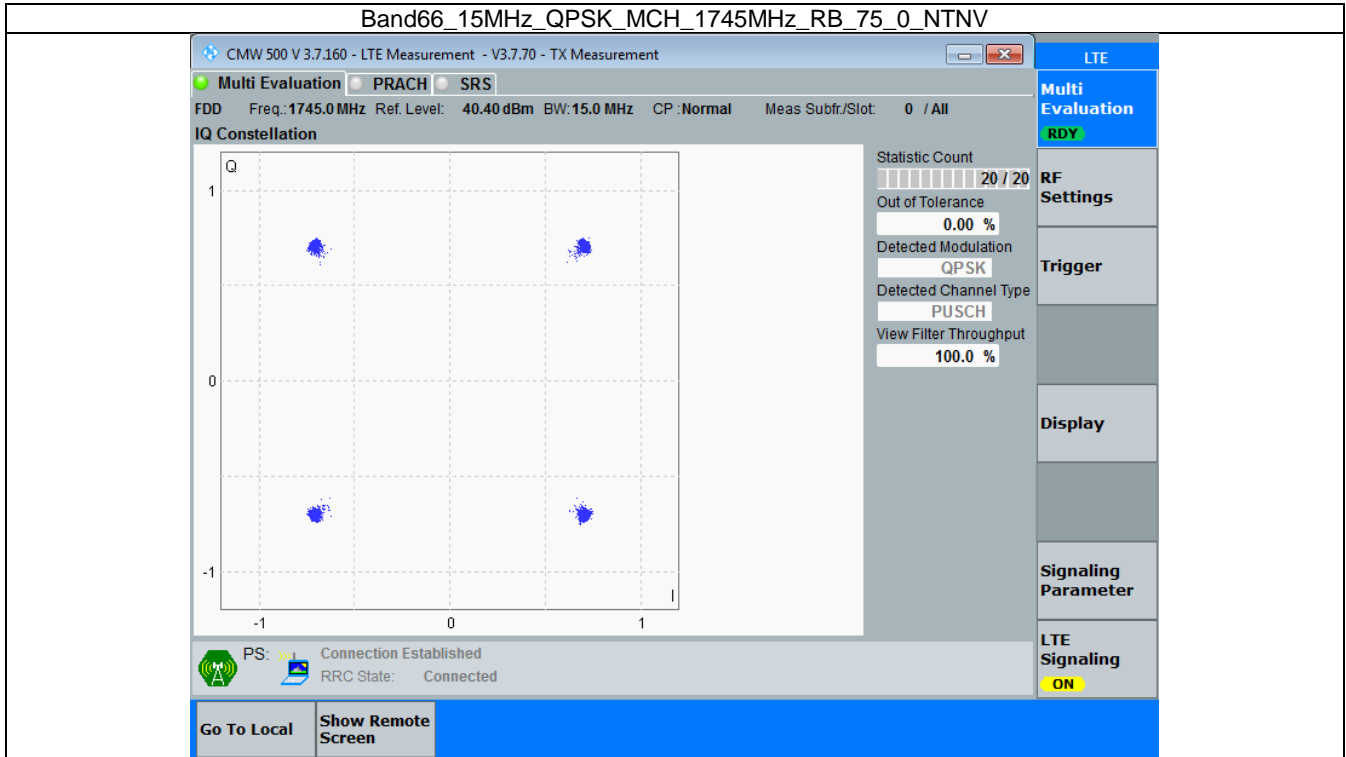 Band66_15MHz_QPSK_MCH_1745MHz_RB_75_0_NTNV
CMW 500 V 3.7.160 - LTE Measurement - V3.7.70 - TX Measurement
Multi Evaluation PRACH SRS
FDD Freq.: 1745.0 MHz Ref. Level: 40.40 dBm BW: 15.0 MHz CP : Normal Meas Subfr./Slot: 0 / All
IQ Constellation
Q
1
0
-1
I
-1 0 1
Statistic Count
20 / 20
Out of Tolerance
0.00 %
Detected Modulation
QPSK
Detected Channel Type
PUSCH
View Filter Throughput
100.0 %
PS:
Connection Established
RRC State: Connected
LTE
Multi
Evaluation
RDY
RF
Settings
Trigger
Display
Signaling
Parameter
LTE
Signaling
ON
Go To Local
Show Remote
Screen